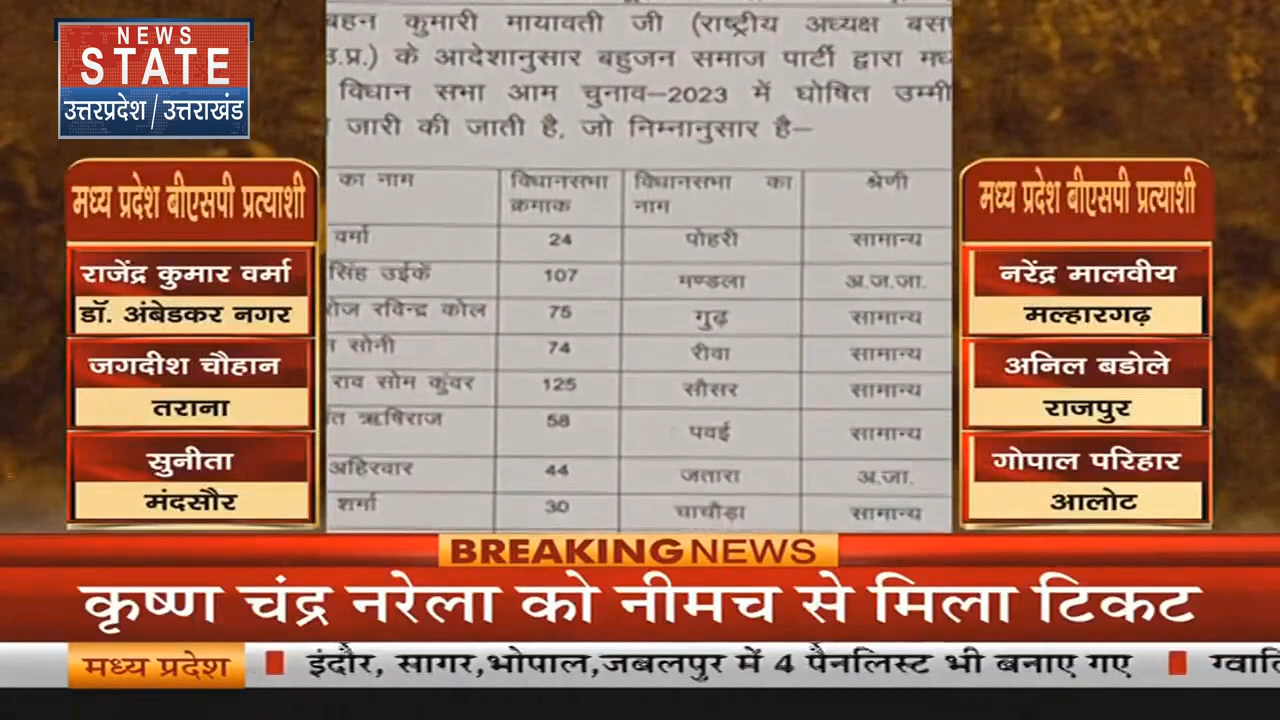 NEWS
STATE
उत्तरप्रदेश/उत्तराखंड
बहन कुमारी मायावती जी (राष्ट्रीय अध्यक्ष
के आदेशानुसार बहुजन समाज पार्टी द्वारा
विधान सभा आम चुनाव–2023 में घोषित
जारी की जाती है, जो निम्नानुसार है–
का नाम विधानसभा क्रमाक विधानसभा का नाम श्रेणी
वर्मा 24 पोहरी सामान्य
सिंह उईके 107 मण्डला अ.ज.जा.
रविन्द्र कोल 75 गुढ़ सामान्य
सोनी 74 रीवा सामान्य
राव सोम कुंवर 125 सौसर सामान्य
ऋषिराज 58 पवई सामान्य
अहिरवार 44 जतारा अ.जा.
शर्मा 30 चाचौड़ा सामान्य
मध्य प्रदेश बीएसपी प्रत्याशी
राजेंद्र कुमार वर्मा
डॉ. अंबेडकर नगर
जगदीश चौहान
तराना
सुनीता
मंदसौर
मध्य प्रदेश बीएसपी प्रत्याशी
नरेंद्र मालवीय
मल्हारगढ़
अनिल बडोले
राजपुर
गोपाल परिहार
आलोट
BREAKING NEWS
कृष्ण चंद्र नरेला को नीमच से मिला टिकट
मध्य प्रदेश इंदौर, सागर,भोपाल,जबलपुर में 4 पैनलिस्ट भी बनाए गए